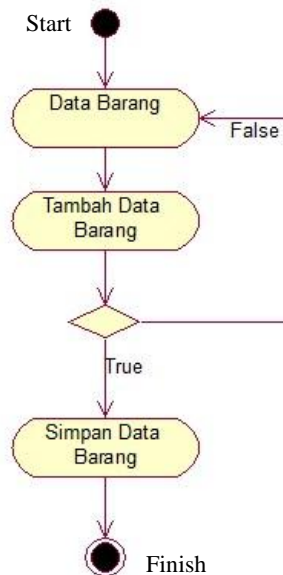 Start
Data Barang
False
Tambah Data
Barang
True
Simpan Data
Barang
Finish